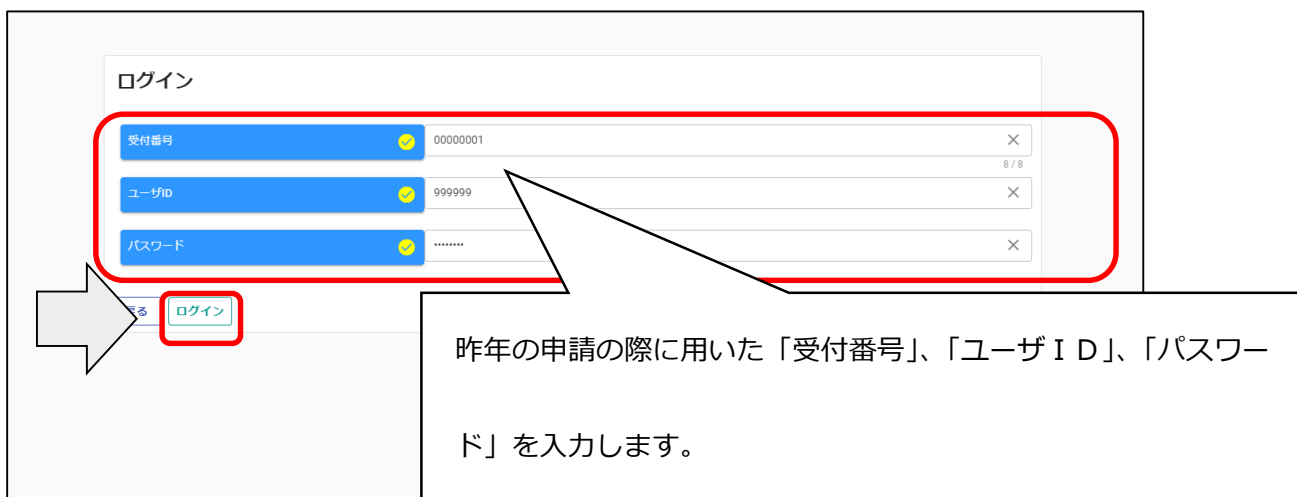 ログイン
受付番号
00000001
8 / 8
ユーザID
999999
パスワード
••••••••
る
ログイン
昨年の申請の際に用いた「受付番号」、「ユーザＩＤ」、「パスワー
ド」を入力します。